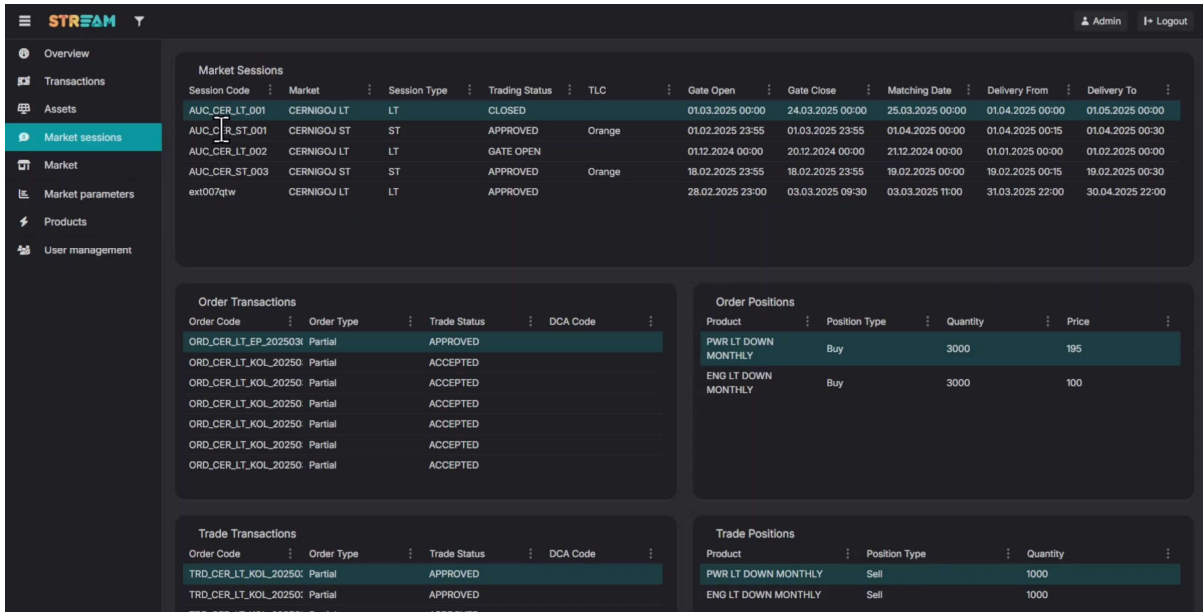 STREAM
Admin
Logout
Overview
Transactions
Assets
Market sessions
Market
Market parameters
Products
User management
Market Sessions
Session Code Market Session Type Trading Status TLC Gate Open Gate Close Matching Date Delivery From Delivery To
AUC_CER_LT_001 CERNIGOJ LT LT CLOSED 01.03.2025 00:00 24.03.2025 00:00 25.03.2025 00:00 01.04.2025 00:00 01.05.2025 00:00
AUC_CER_ST_001 CERNIGOJ ST ST APPROVED Orange 01.02.2025 23:55 01.03.2025 23:55 01.04.2025 00:00 01.04.2025 00:15 01.04.2025 00:30
AUC_CER_LT_002 CERNIGOJ LT LT GATE OPEN 01.12.2024 00:00 20.12.2024 00:00 21.12.2024 00:00 01.01.2025 00:00 01.02.2025 00:00
AUC_CER_ST_003 CERNIGOJ ST ST APPROVED Orange 18.02.2025 23:55 18.02.2025 23:55 19.02.2025 00:00 19.02.2025 00:15 19.02.2025 00:30
ext007qtw CERNIGOJ LT LT APPROVED 28.02.2025 23:00 03.03.2025 09:30 03.03.2025 11:00 31.03.2025 22:00 30.04.2025 22:00
Order Transactions
Order Code Order Type Trade Status DCA Code
ORD_CER_LT_EP_2025030 Partial APPROVED
ORD_CER_LT_KOL_20250 Partial ACCEPTED
ORD_CER_LT_KOL_20250 Partial ACCEPTED
ORD_CER_LT_KOL_20250 Partial ACCEPTED
ORD_CER_LT_KOL_20250 Partial ACCEPTED
ORD_CER_LT_KOL_20250 Partial ACCEPTED
ORD_CER_LT_KOL_20250 Partial ACCEPTED
Order Positions
Product Position Type Quantity Price
PWR LT DOWN
MONTHLY Buy 3000 195
ENG LT DOWN
MONTHLY Buy 3000 100
Trade Transactions
Order Code Order Type Trade Status DCA Code
TRD_CER_LT_KOL_20250 Partial APPROVED
TRD_CER_LT_KOL_20250 Partial APPROVED
Trade Positions
Product Position Type Quantity
PWR LT DOWN MONTHLY Sell 1000
ENG LT DOWN MONTHLY Sell 1000